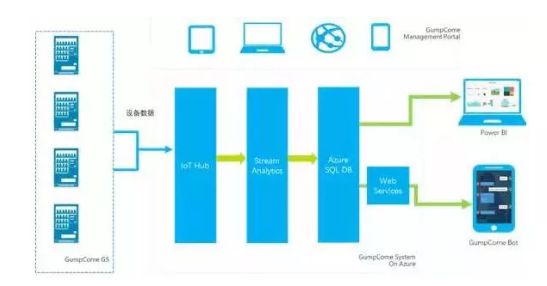 GumpCome
Management Portal
设备数据
IoT Hub
Stream
Analytics
Azure
SQL DB
Web
Services
Power BI
GumpCome Bot
GumpCome GS
GumpCome System
On Azure